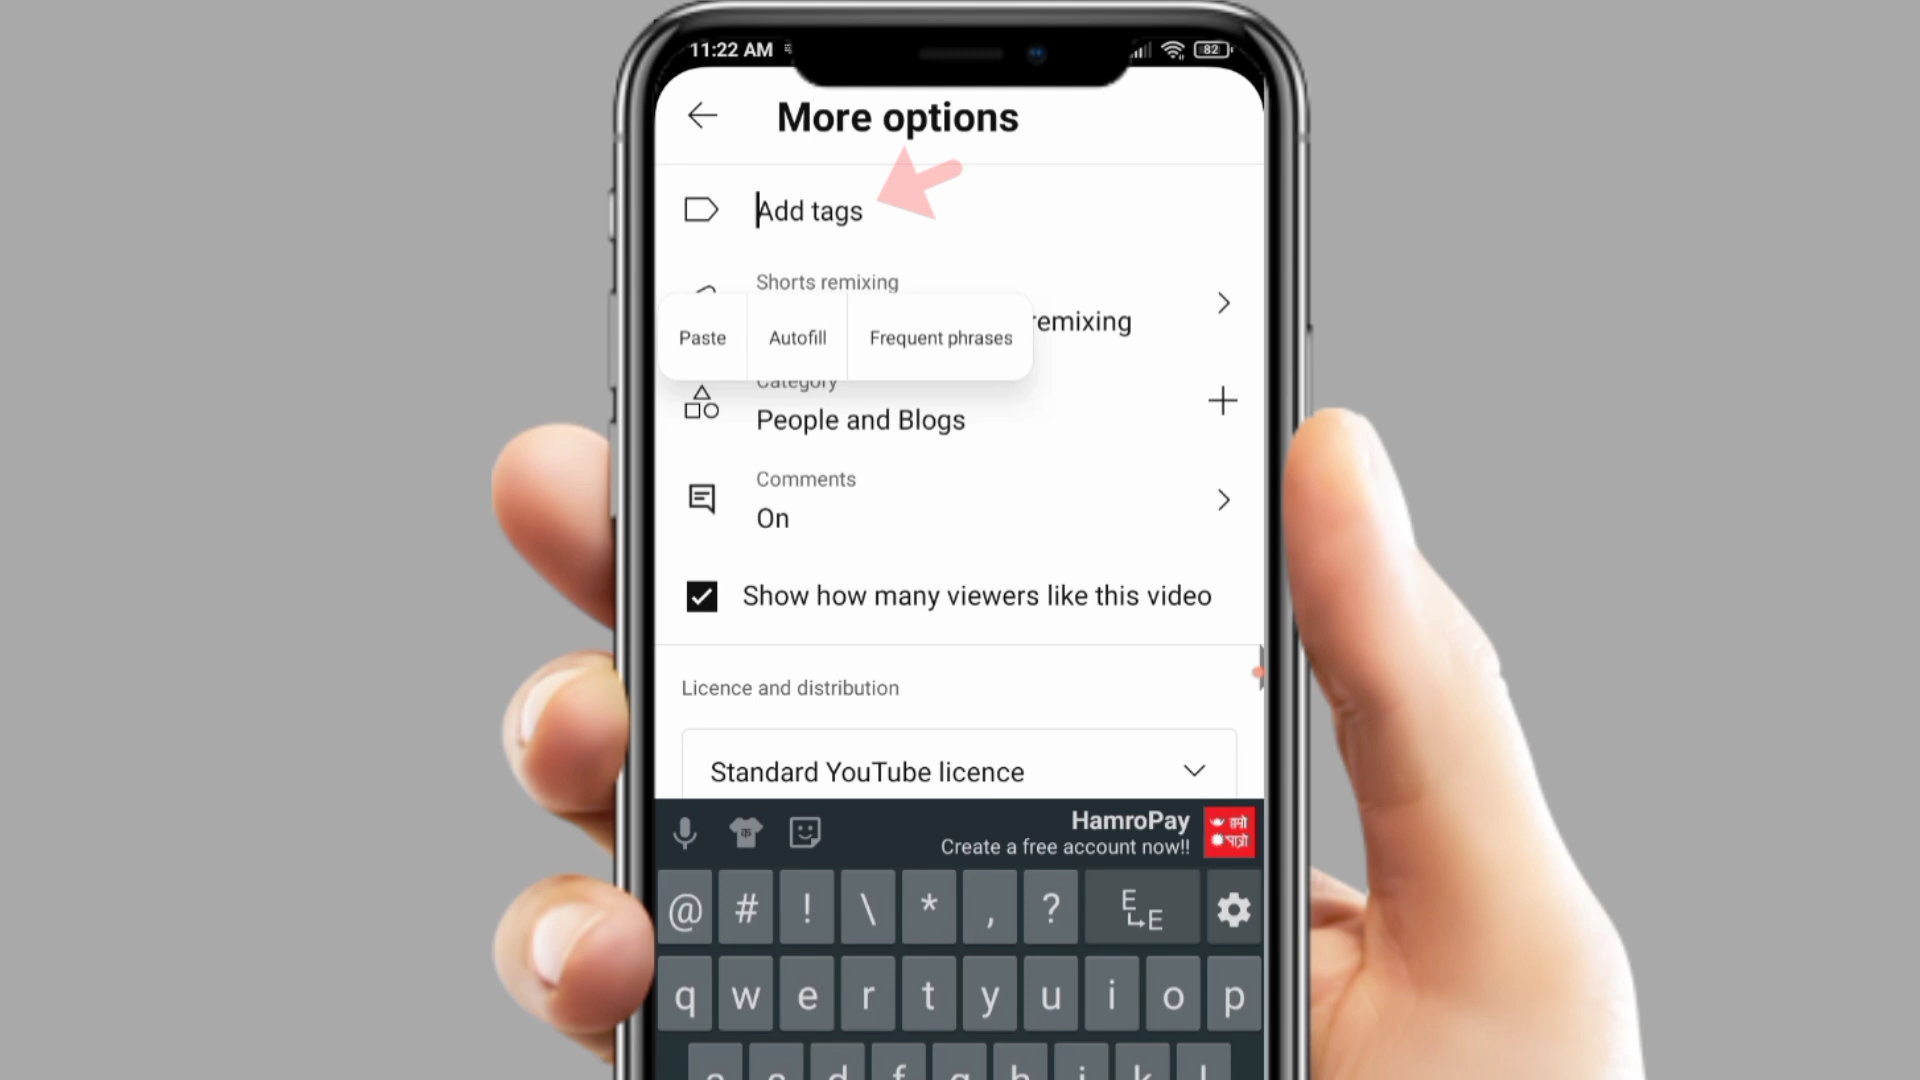 11:22 AM
82
More options
Add tags
Shorts remixing
remixing
Paste
Autofill
Frequent phrases
Category
People and Blogs
Comments
On
Show how many viewers like this video
Licence and distribution
Standard YouTube licence
क
HamroPay
Create a free account now!!
हाम्रो
पात्रो
@ # ! \ * , ? E E
q w e r t y u i o p
a s d f g h j k l